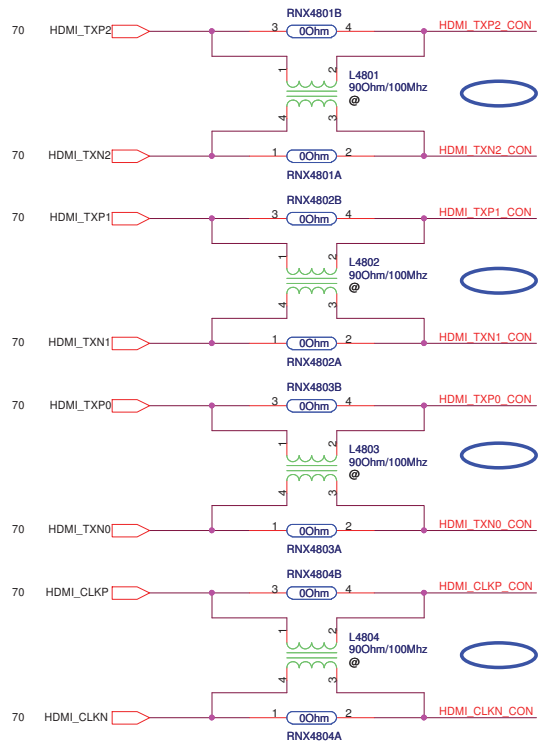 RNX4801B
70 HDMI_TXP2 3 0Ohm 4 HDMI_TXP2_CON
1 2 L4801
90Ohm/100Mhz
@
4 3
70 HDMI_TXN2 1 0Ohm 2 HDMI_TXN2_CON
RNX4801A
RNX4802B
70 HDMI_TXP1 3 0Ohm 4 HDMI_TXP1_CON
1 2 L4802
90Ohm/100Mhz
@
4 3
70 HDMI_TXN1 1 0Ohm 2 HDMI_TXN1_CON
RNX4802A
RNX4803B
70 HDMI_TXP0 3 0Ohm 4 HDMI_TXP0_CON
1 2 L4803
90Ohm/100Mhz
@
4 3
70 HDMI_TXN0 1 0Ohm 2 HDMI_TXN0_CON
RNX4803A
RNX4804B
70 HDMI_CLKP 3 0Ohm 4 HDMI_CLKP_CON
1 2 L4804
90Ohm/100Mhz
@
4 3
70 HDMI_CLKN 1 0Ohm 2 HDMI_CLKN_CON
RNX4804A